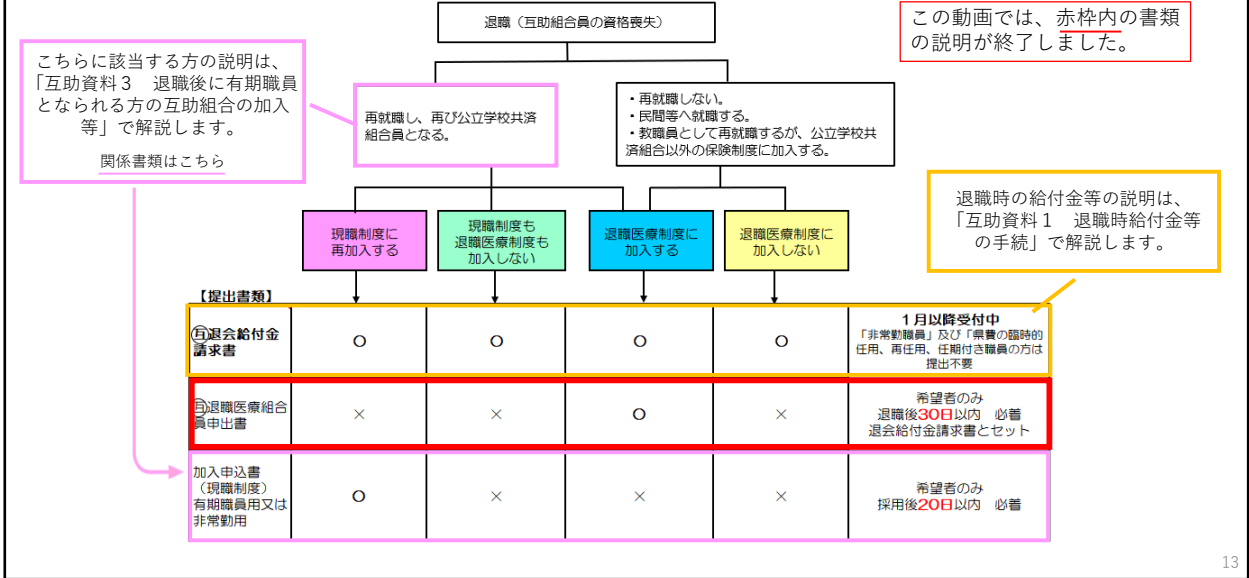 退職（互助組合員の資格喪失）
この動画では、赤枠内の書類
の説明が終了しました。
こちらに該当する方の説明は、
「互助資料３　退職後に有期職員
となられる方の互助組合の加入
等」で解説します。
関係書類はこちら
再就職し、再び公立学校共済
組合員となる。
・再就職しない。
・民間等へ就職する。
・教職員として再就職するが、公立学校共
済組合以外の保険制度に加入する。
退職時の給付金等の説明は、
「互助資料１　退職時給付金等
の手続」で解説します。
現職制度に
再加入する
現職制度も
退職医療制度も
加入しない
退職医療制度に
加入する
退職医療制度に
加入しない
【提出書類】
㊀退会給付金
請求書
○
○
○
○
１月以降受付中
「非常勤職員」及び「県費の臨時的
任用、再任用、任期付き職員の方は
提出不要
互退職医療組合
員申出書
×
×
○
×
希望者のみ
退職後30日以内　必着
退会給付金請求書とセット
加入申込書
（現職制度）
有期職員用又は
非常勤用
○
×
×
×
希望者のみ
採用後20日以内　必着
13